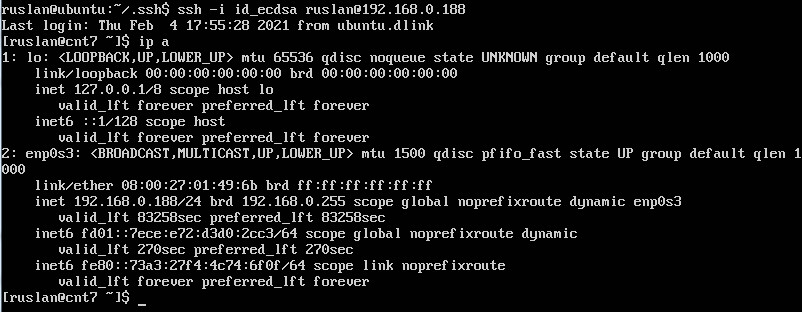 ruslan@ubuntu:~/.ssh$ ssh -i id_ecdsa ruslan@192.168.0.188
Last login: Thu Feb  4 17:55:28 2021 from ubuntu.dlink
[ruslan@cnt7 ~]$ ip a
1: lo: <LOOPBACK,UP,LOWER_UP> mtu 65536 qdisc noqueue state UNKNOWN group default qlen 1000
    link/loopback 00:00:00:00:00:00 brd 00:00:00:00:00:00
    inet 127.0.0.1/8 scope host lo
       valid_lft forever preferred_lft forever
    inet6 ::1/128 scope host
       valid_lft forever preferred_lft forever
2: enp0s3: <BROADCAST,MULTICAST,UP,LOWER_UP> mtu 1500 qdisc pfifo_fast state UP group default qlen 1
000
    link/ether 08:00:27:01:49:6b brd ff:ff:ff:ff:ff:ff
    inet 192.168.0.188/24 brd 192.168.0.255 scope global noprefixroute dynamic enp0s3
       valid_lft 83258sec preferred_lft 83258sec
    inet6 fd01::7ece:e72:d3d0:2cc3/64 scope global noprefixroute dynamic
       valid_lft 270sec preferred_lft 270sec
    inet6 fe80::73a3:27f4:4c74:6f0f/64 scope link noprefixroute
       valid_lft forever preferred_lft forever
[ruslan@cnt7 ~]$ _